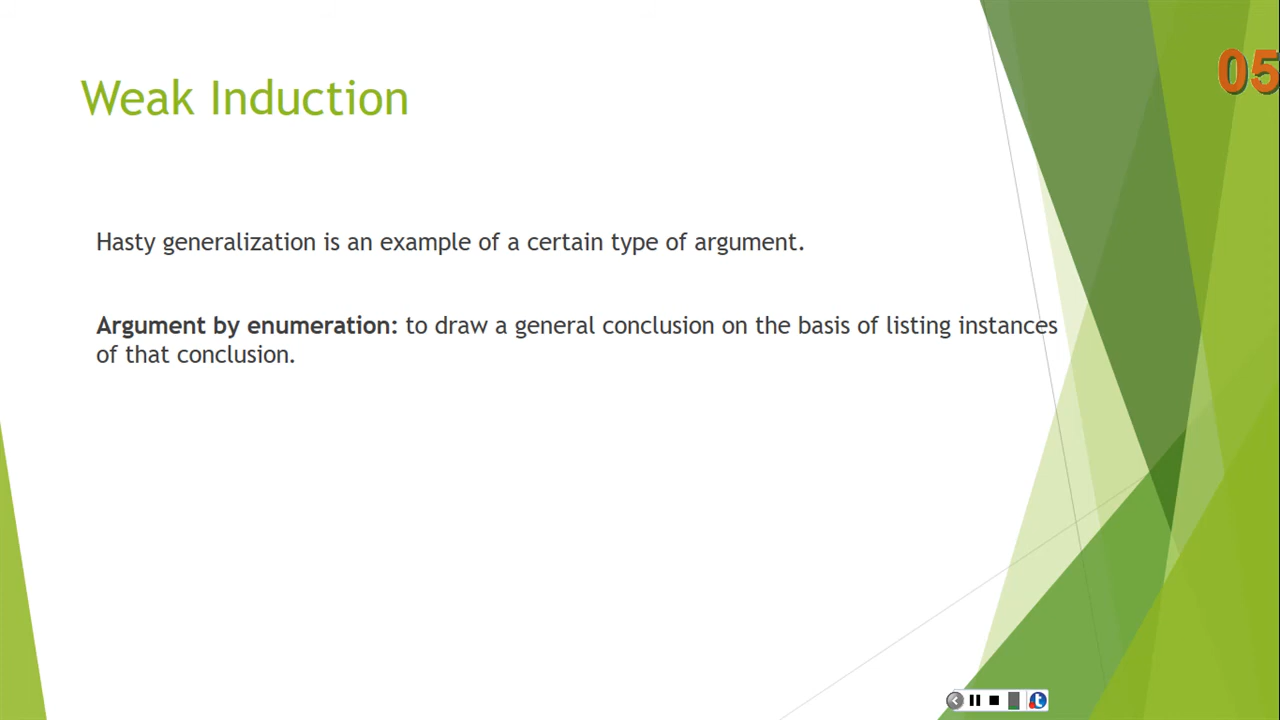 05
Weak Induction
Hasty generalization is an example of a certain type of argument.
Argument by enumeration: to draw a general conclusion on the basis of listing instances
of that conclusion.